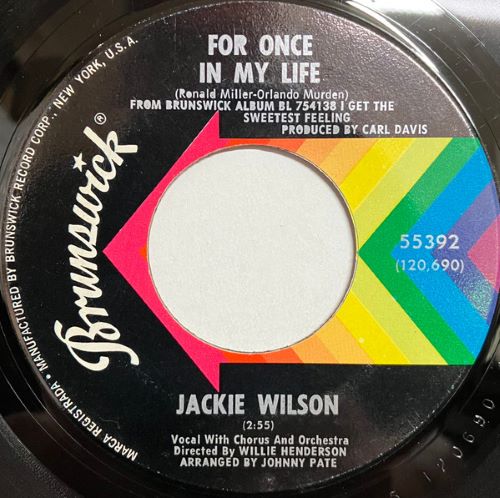 FOR ONCE
IN MY LIFE
(Ronald Miller-Orlando Murden)
FROM BRUNSWICK ALBUM BL 754138 I GET THE
SWEETEST FEELING
PRODUCED BY CARL DAVIS
Brunswick®
MARCA REGISTRADA • MANUFACTURED BY BRUNSWICK RECORD CORP., NEW YORK, U.S.A.
55392
(120,690)
JACKIE WILSON
(2:55)
Vocal With Chorus And Orchestra
Directed By WILLIE HENDERSON
ARRANGED BY JOHNNY PATE
120690